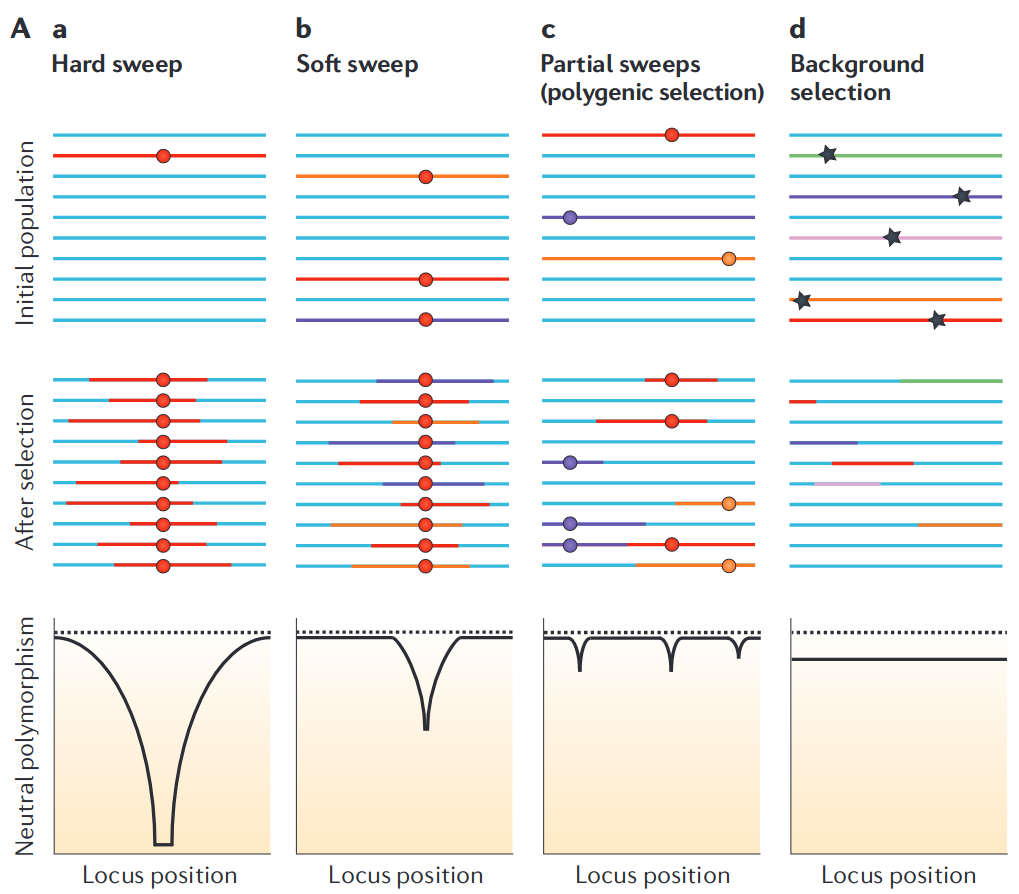 A
a
Hard sweep
b
Soft sweep
c
Partial sweeps
(polygenic selection)
d
Background
selection
Initial population
After selection
Neutral polymorphism
Locus position
Locus position
Locus position
Locus position